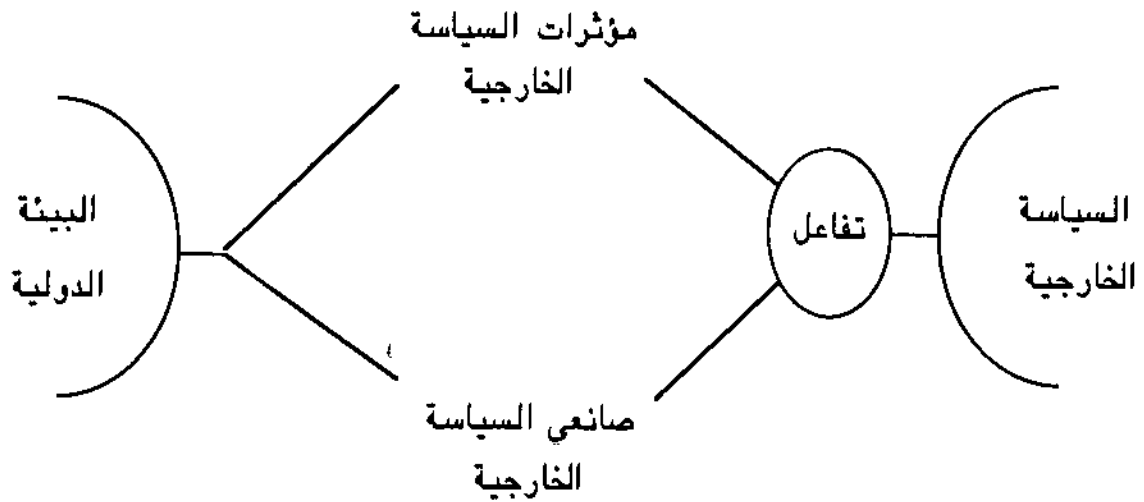 مؤثرات السياسة
الخارجية
السياسة
الخارجية
تفاعل
البيئة
الدولية
صانعي السياسة
الخارجية